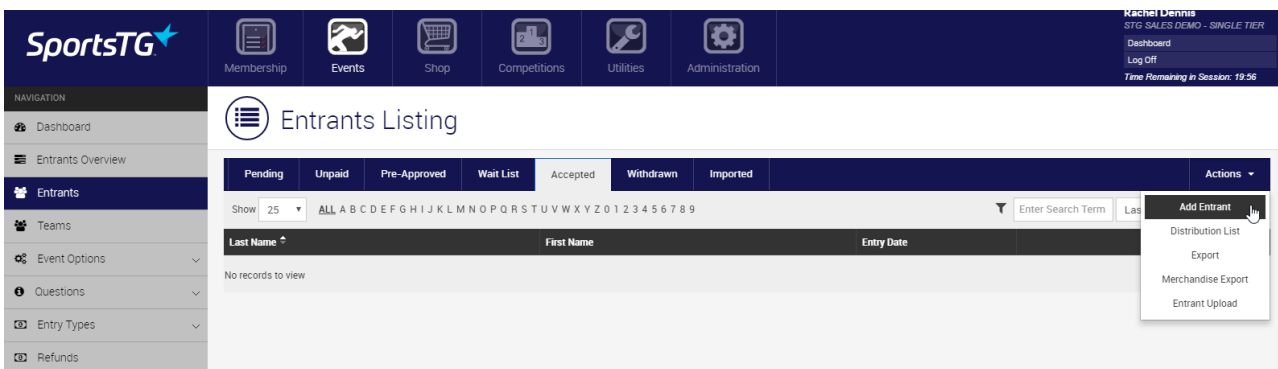 SportsTG
Membership
Events
Shop
Competitions
Utilities
Administration
Rachel Dennis
STG SALES DEMO - SINGLE TIER
Dashboard
Log Off
Time Remaining in Session: 19:56
NAVIGATION
Dashboard
Entrants Overview
Entrants
Teams
Event Options
Questions
Entry Types
Refunds
Entrants Listing
Pending Unpaid Pre-Approved Wait List Accepted Withdrawn Imported Actions
Show 25 ALL A B C D E F G H I J K L M N O P Q R S T U V W X Y Z 0 1 2 3 4 5 6 7 8 9 Enter Search Term Las
Last Name First Name Entry Date
No records to view
Add Entrant
Distribution List
Export
Merchandise Export
Entrant Upload